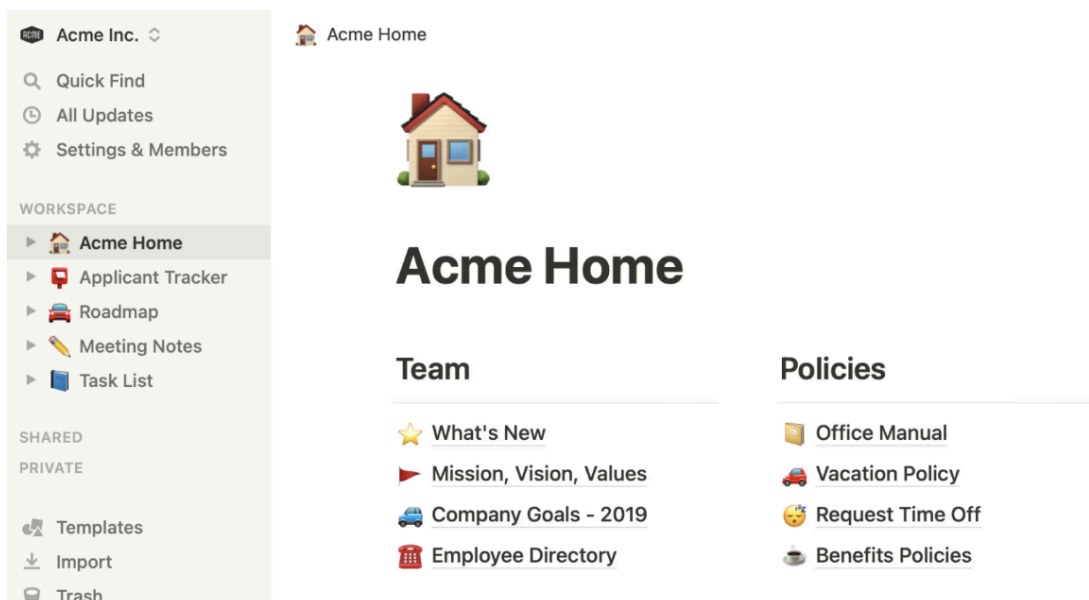 ACME Acme Inc.
Quick Find
All Updates
Settings & Members
WORKSPACE
Acme Home
Applicant Tracker
Roadmap
Meeting Notes
Task List
SHARED
PRIVATE
Templates
Import
Trash
Acme Home
Acme Home
Team
What's New
Mission, Vision, Values
Company Goals - 2019
Employee Directory
Policies
Office Manual
Vacation Policy
Request Time Off
Benefits Policies